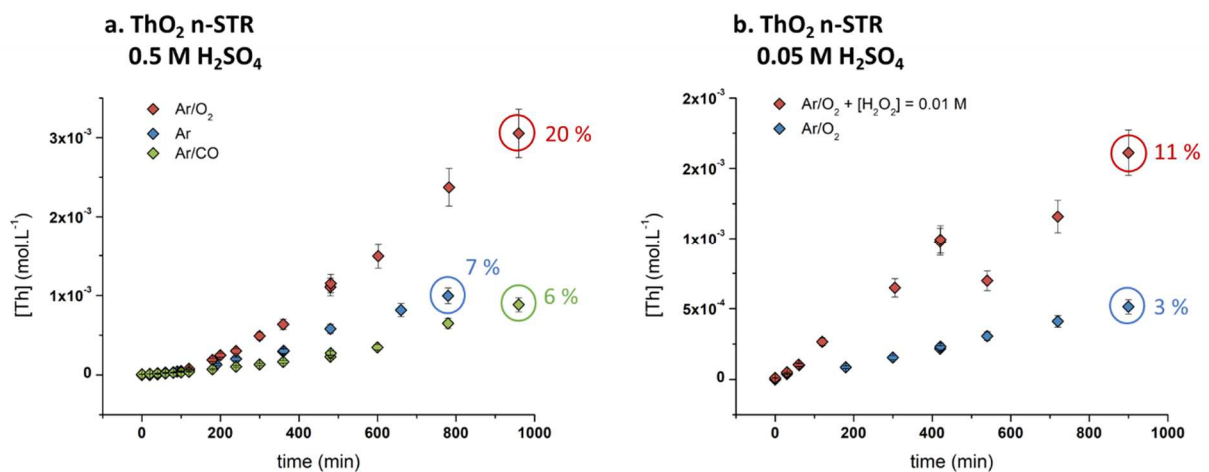 a. ThO₂ n-STR
0.5 M H₂SO₄
Ar/O₂
Ar
Ar/CO
20 %
7 %
6 %
3x10⁻³
2x10⁻³
1x10⁻³
0
[Th] (mol.L⁻¹)
0 200 400 600 800 1000
time (min)
b. ThO₂ n-STR
0.05 M H₂SO₄
Ar/O₂ + [H₂O₂] = 0.01 M
Ar/O₂
11 %
3 %
2x10⁻³
2x10⁻³
1x10⁻³
5x10⁻⁴
0
[Th] (mol.L⁻¹)
0 200 400 600 800 1000
time (min)